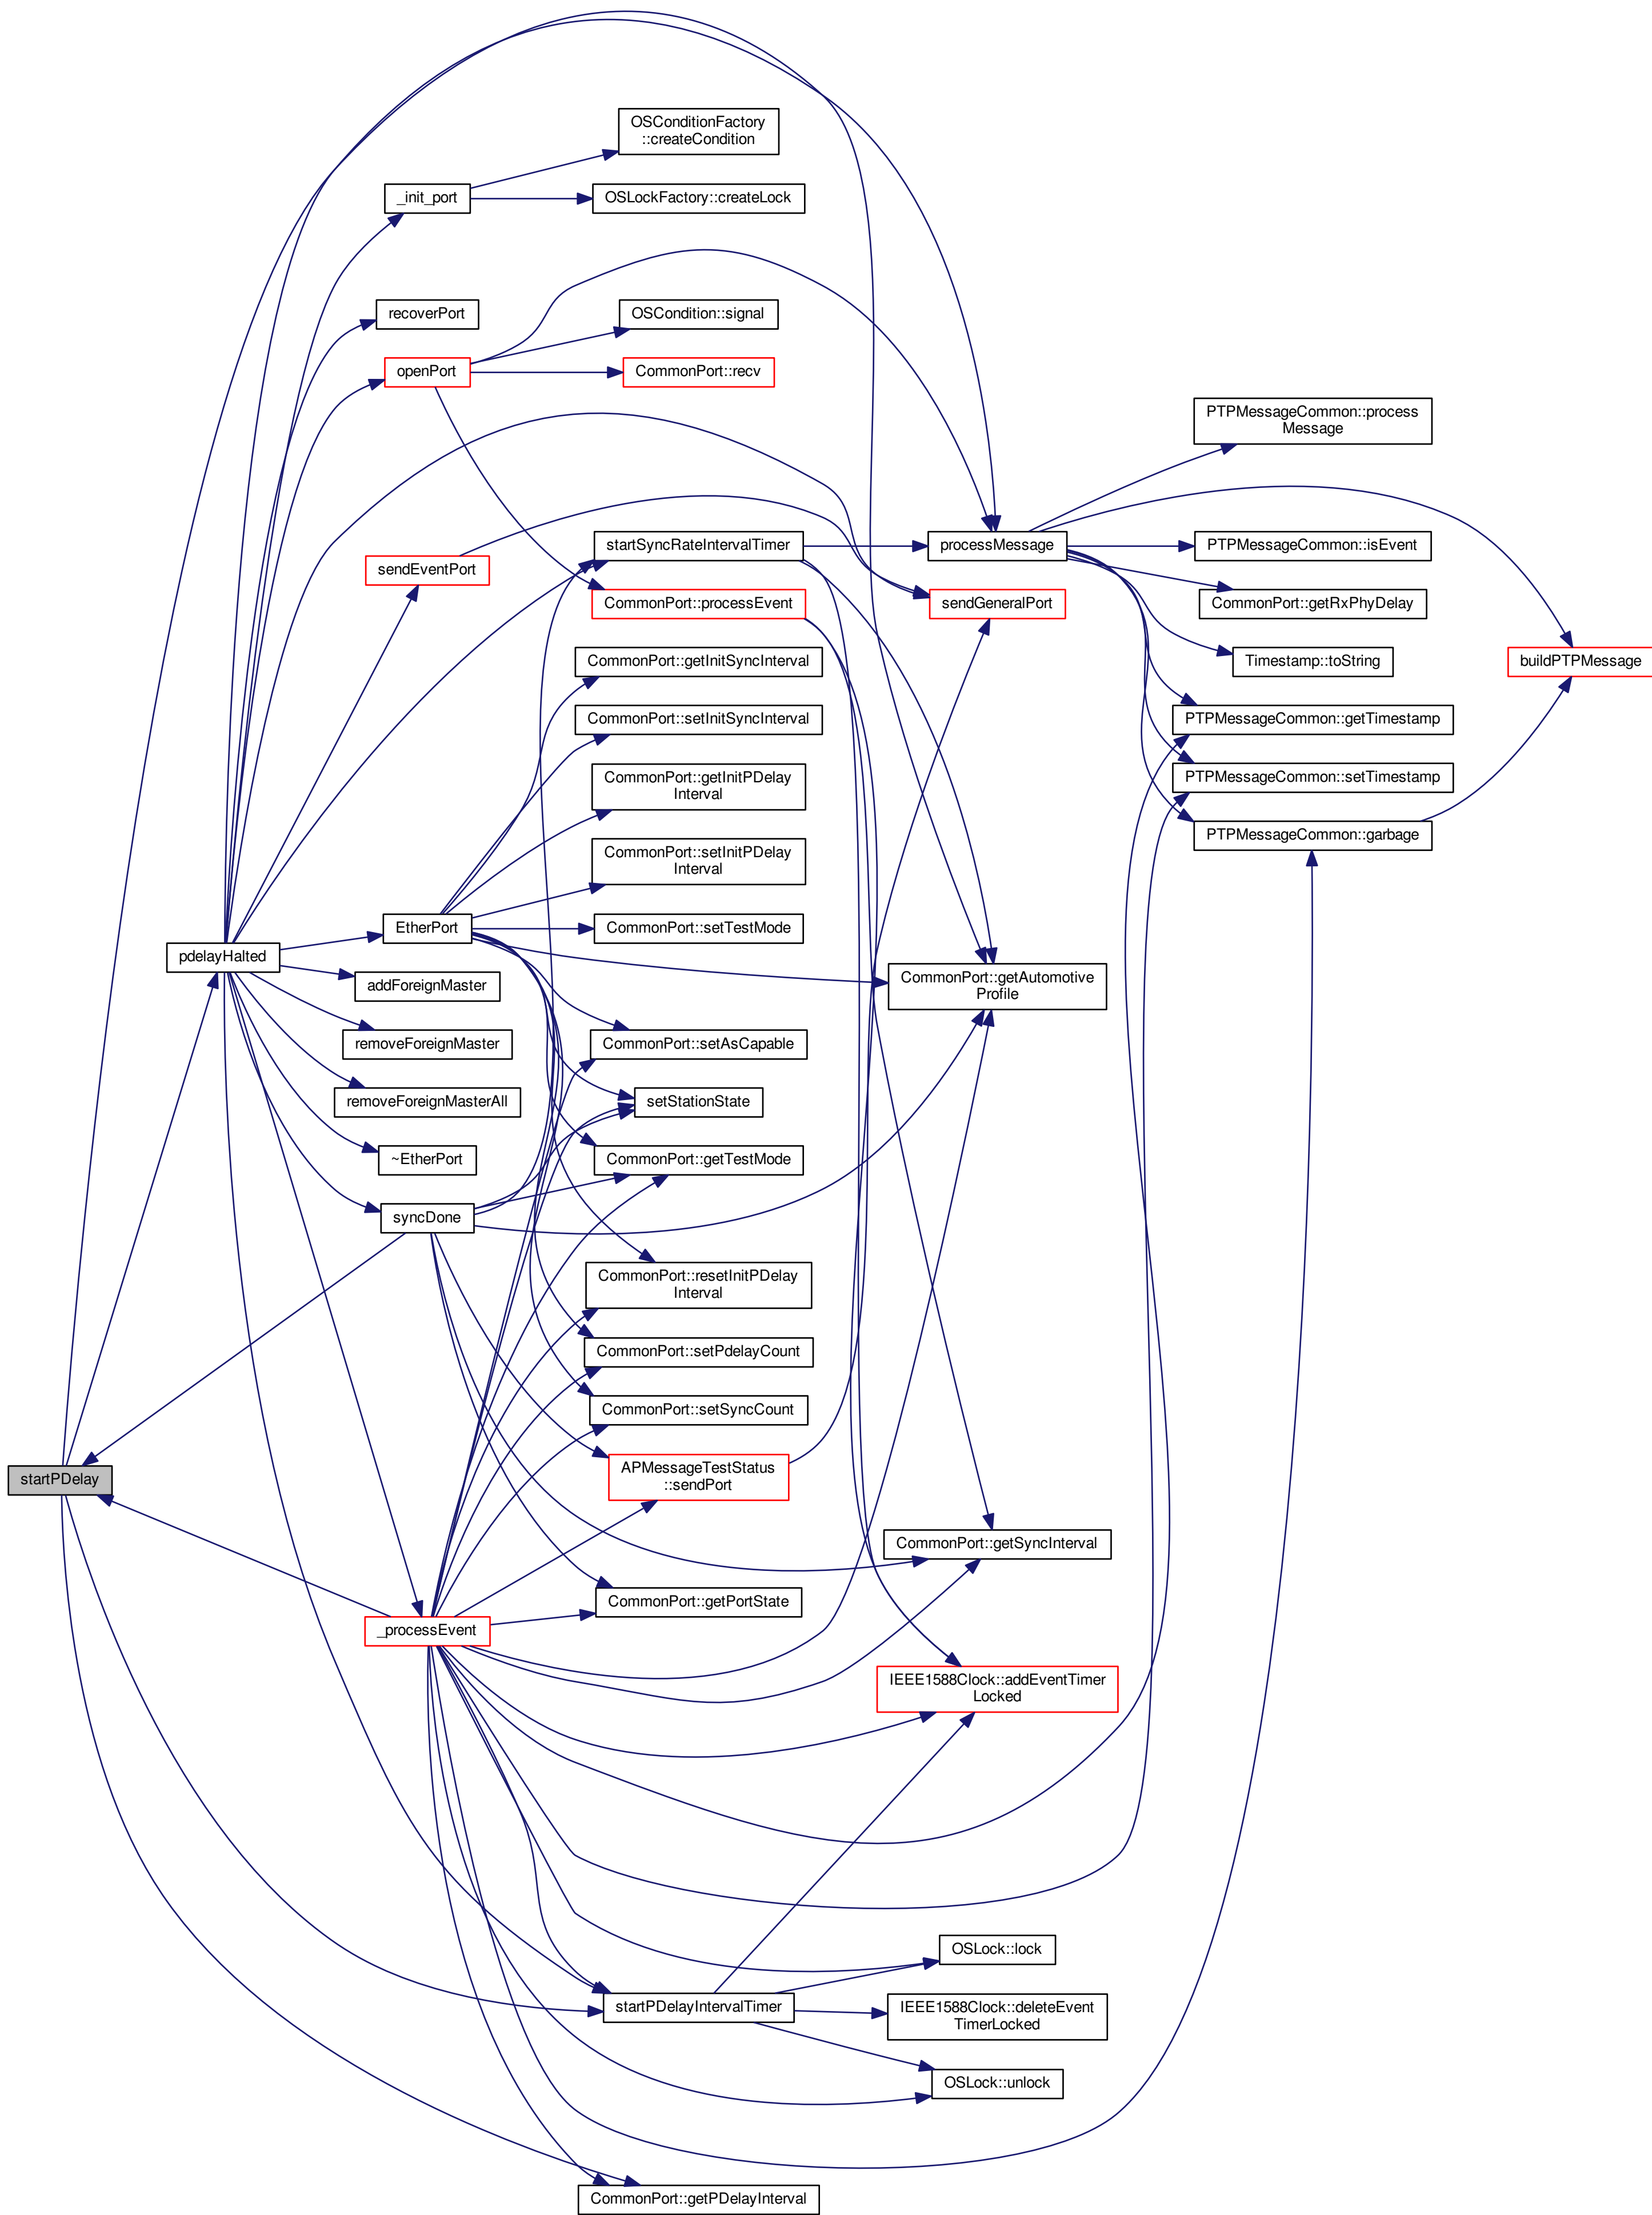 OSConditionFactory
::createCondition
_init_port
OSLockFactory::createLock
recoverPort
OSCondition::signal
openPort
CommonPort::recv
PTPMessageCommon::process
Message
startSyncRateIntervalTimer
processMessage
PTPMessageCommon::isEvent
sendEventPort
CommonPort::processEvent
sendGeneralPort
CommonPort::getRxPhyDelay
CommonPort::getInitSyncInterval
Timestamp::toString
buildPTPMessage
CommonPort::setInitSyncInterval
PTPMessageCommon::getTimestamp
CommonPort::getInitPDelay
Interval
PTPMessageCommon::setTimestamp
PTPMessageCommon::garbage
CommonPort::setInitPDelay
Interval
EtherPort
CommonPort::setTestMode
pdelayHalted
addForeignMaster
CommonPort::getAutomotive
Profile
removeForeignMaster
CommonPort::setAsCapable
removeForeignMasterAll
setStationState
~EtherPort
CommonPort::getTestMode
syncDone
CommonPort::resetInitPDelay
Interval
CommonPort::setPdelayCount
CommonPort::setSyncCount
startPDelay
APMessageTestStatus
::sendPort
CommonPort::getSyncInterval
CommonPort::getPortState
_processEvent
IEEE1588Clock::addEventTimer
Locked
OSLock::lock
startPDelayIntervalTimer
IEEE1588Clock::deleteEvent
TimerLocked
OSLock::unlock
CommonPort::getPDelayInterval